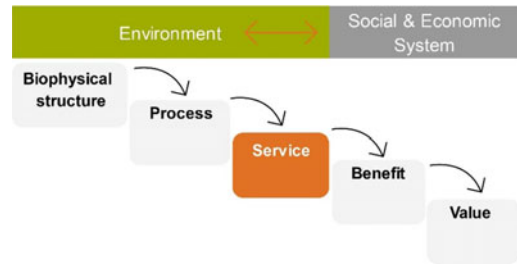 Environment
Social & Economic
System
Biophysical
structure
Process
Service
Benefit
Value